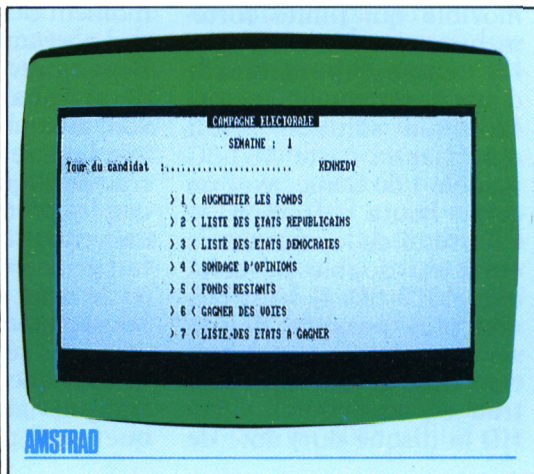 CAMPAGNE ELECTORALE
SEMAINE : 1
Tour du candidat :........................ KENNEDY
> 1 < AUGMENTER LES FONDS
> 2 < LISTE DES ETATS REPUBLICAINS
> 3 < LISTE DES ETATS DEMOCRATES
> 4 < SONDAGE D'OPINIONS
> 5 < FONDS RESTANTS
> 6 < GAGNER DES VOIES
> 7 < LISTE DES ETATS A GAGNER
AMSTRAD